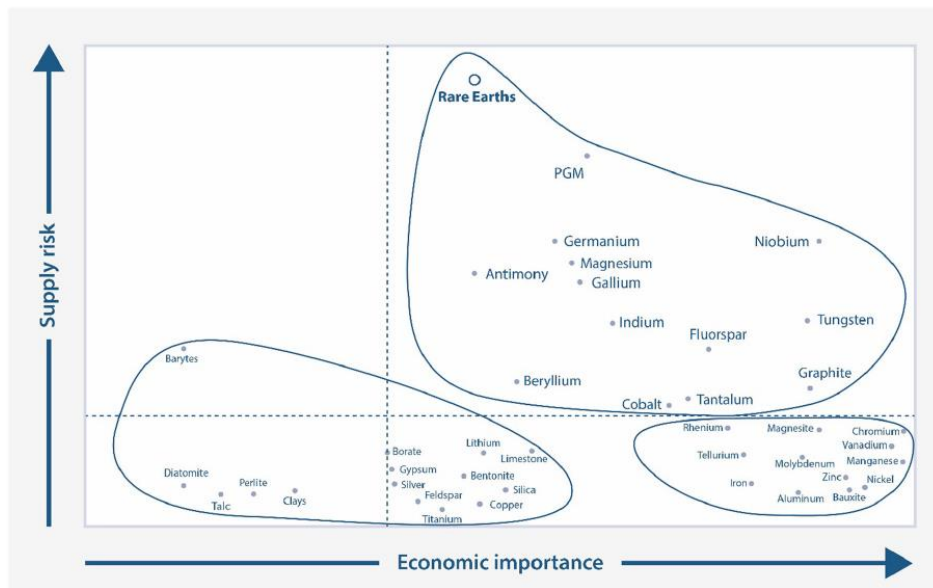 Rare Earths
PGM
Germanium
Niobium
Magnesium
Antimony
Gallium
Indium
Tungsten
Fluorspar
Barytes
Beryllium
Graphite
Cobalt
Tantalum
Rhenium
Magnesite
Chromium
Lithium
Vanadium
Borate
Limestone
Tellurium
Molybdenum
Manganese
Diatomite
Gypsum
Bentonite
Zinc
Nickel
Perlite
Silver
Silica
Iron
Talc
Clays
Feldspar
Copper
Aluminum
Bauxite
Titanium
Supply risk
Economic importance